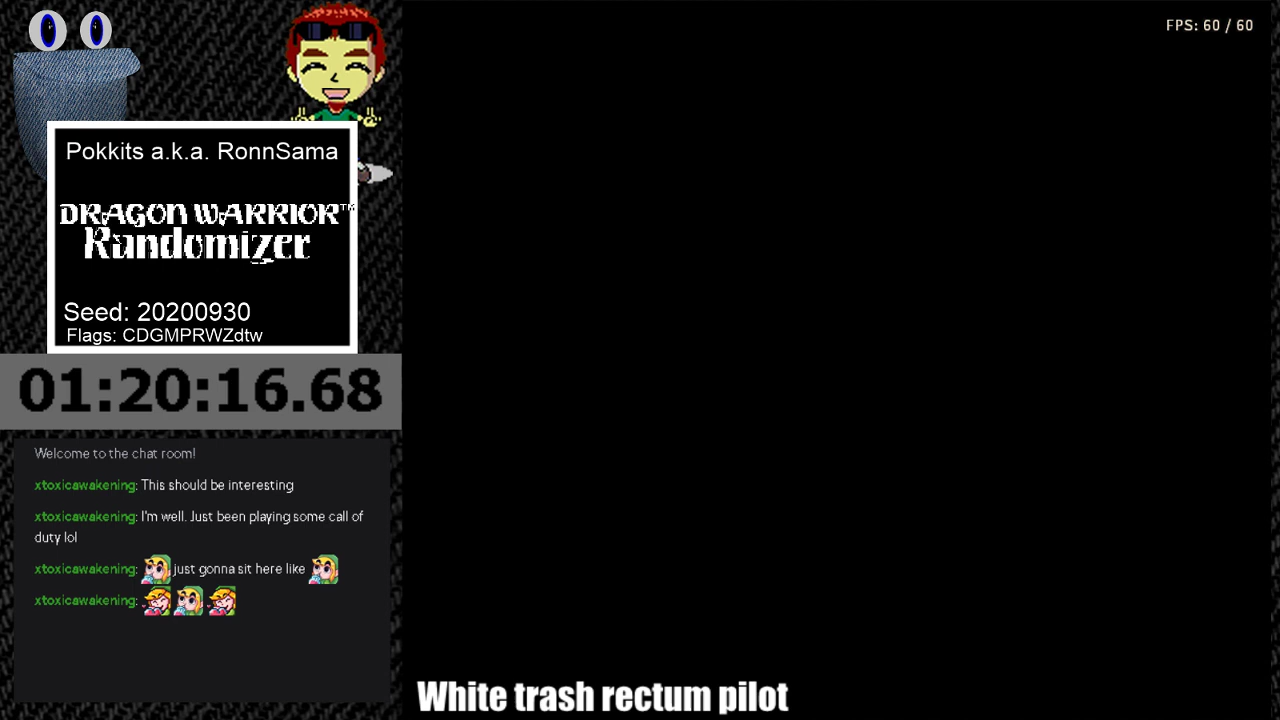 FPS: 60 / 60
Pokkits a.k.a. RonnSama
DRAGON WARRIOR™
Randomizer
Seed: 20200930
Flags: CDGMPRWZdtw
01:20:16.68
Welcome to the chat room!
xtoxicawakening: This should be interesting
xtoxicawakening: I'm well. Just been playing some call of
duty lol
xtoxicawakening: just gonna sit here like
xtoxicawakening:
White trash rectum pilot